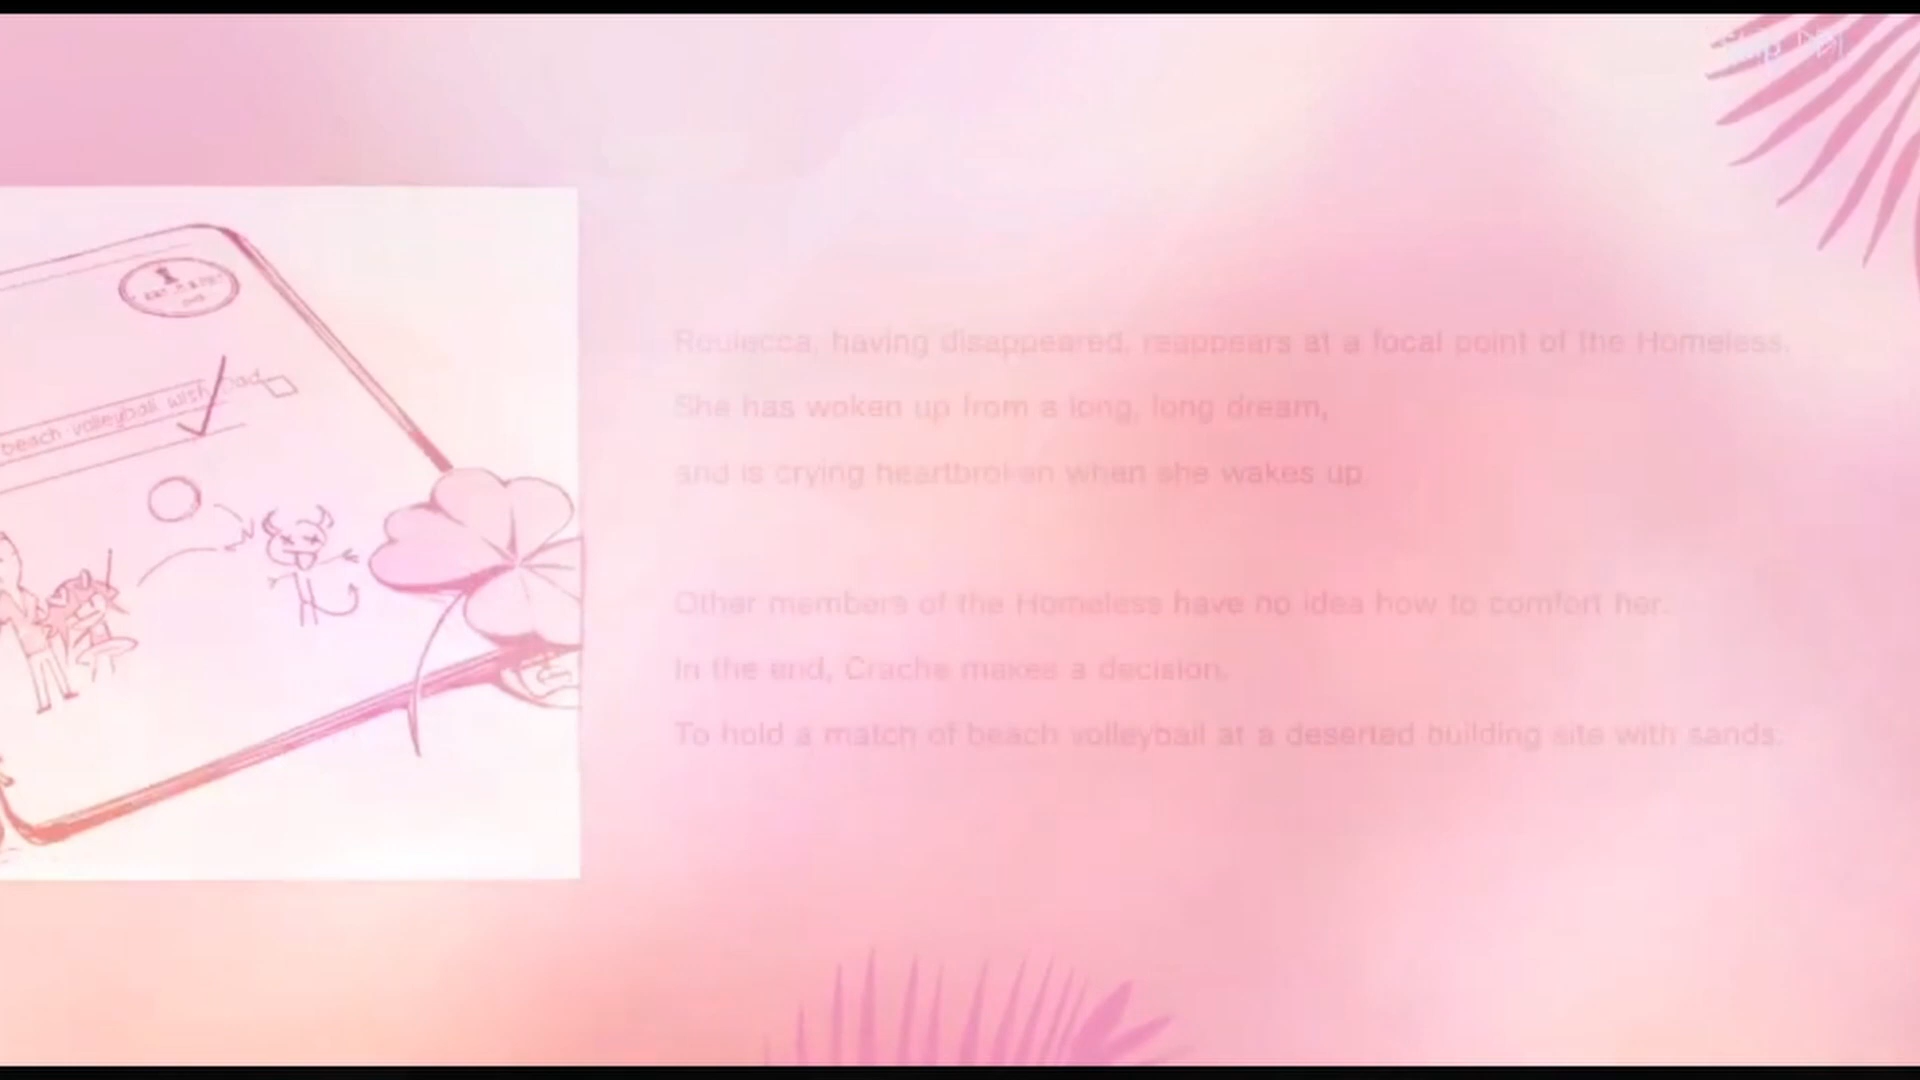 Skip
beach volleyball with Dad
Roulecca, having disappeared, reappears at a focal point of the Homeless.
She has woken up from a long, long dream,
and is crying heartbroken when she wakes up.
Other members of the Homeless have no idea how to comfort her.
In the end, Crache makes a decision.
To hold a match of beach volleyball at a deserted building site with sands.